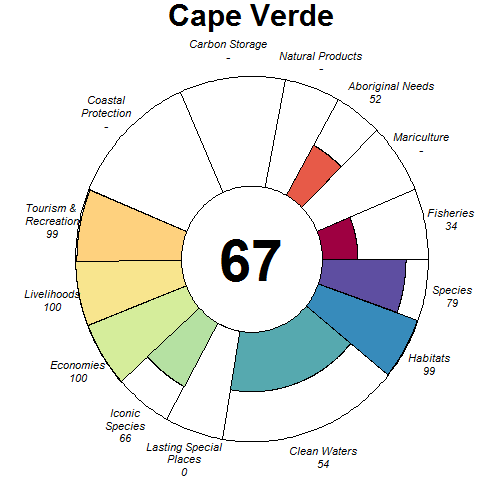 Cape Verde
Carbon Storage
-
Natural Products
-
Aboriginal Needs
52
Mariculture
-
Fisheries
34
Species
79
Habitats
99
Clean Waters
54
Lasting Special
Places
0
Iconic
Species
66
Economies
100
Livelihoods
100
Tourism &
Recreation
99
Coastal
Protection
-
67